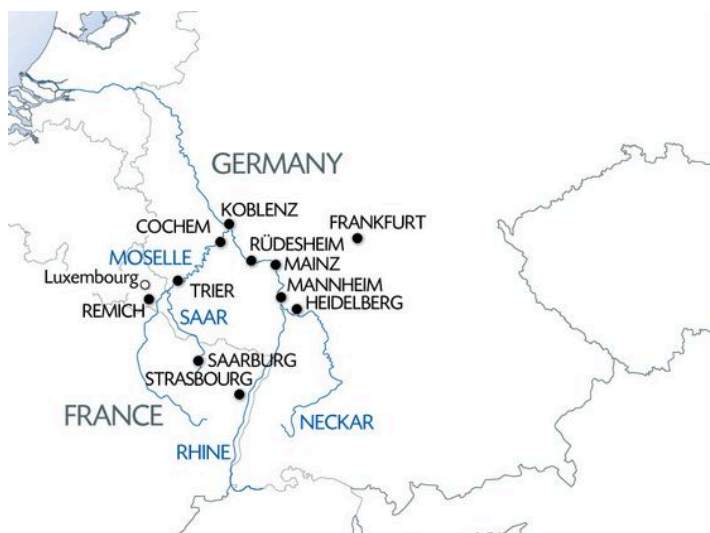 GERMANY
KOBLENZ
FRANKFURT
COCHEM
RÜDESHEIM
MOSELLE
MAINZ
Luxembourg
TRIER
MANNHEIM
REMICH
HEIDELBERG
SAAR
SAARBURG
STRASBOURG
FRANCE
NECKAR
RHINE